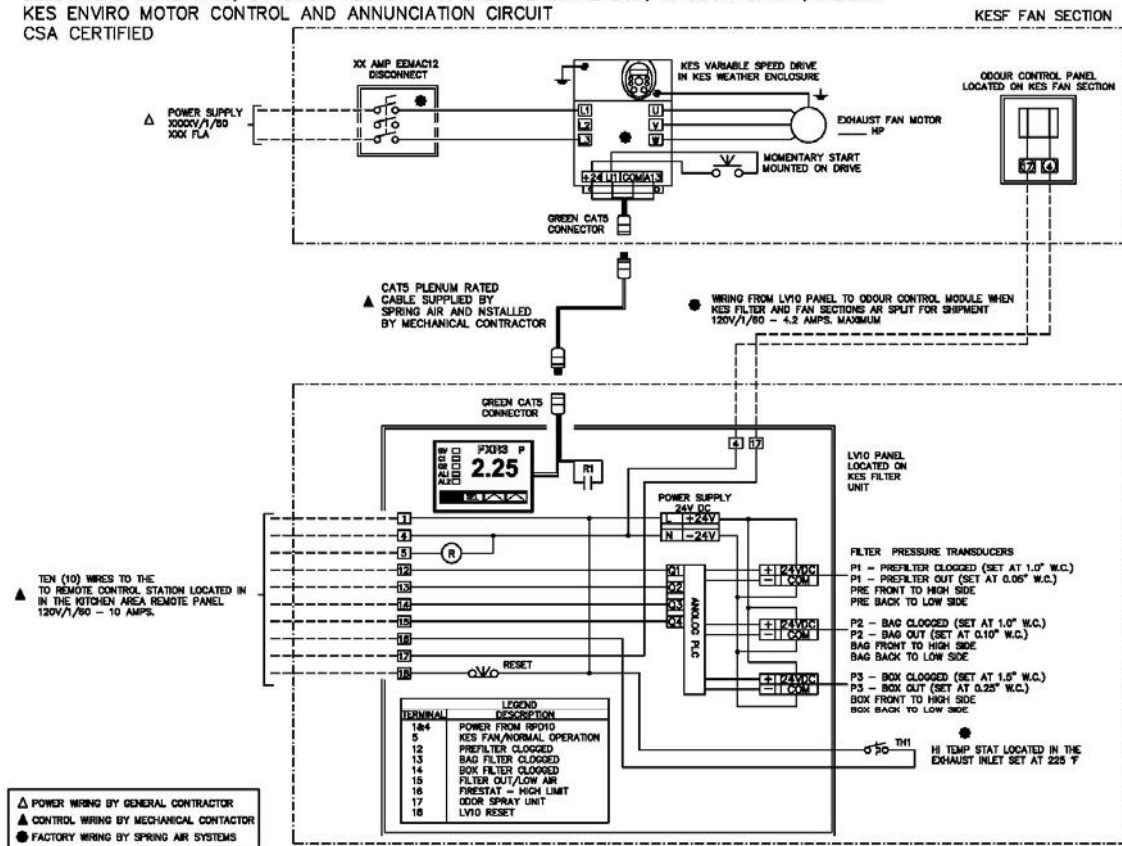 KES ENVIRO MOTOR CONTROL AND ANNUNCIATION CIRCUIT
CSA CERTIFIED
KESF FAN SECTION
XX AMP EEMAC12
DISCONNECT
KES VARIABLE SPEED DRIVE
IN KES WEATHER ENCLOSURE
ODOUR CONTROL PANEL
LOCATED ON KES FAN SECTION
POWER SUPPLY
XXXXV/1/60
XXX FLA
L1
L2
L3
U
V
W
EXHAUST FAN MOTOR
____ HP
MOMENTARY START
MOUNTED ON DRIVE
17
4
+24 U1 COM A13
GREEN CAT5
CONNECTOR
CAT5 PLENUM RATED
CABLE SUPPLIED BY
SPRING AIR AND NSTALLED
BY MECHANICAL CONTRACTOR
WIRING FROM LV10 PANEL TO ODOUR CONTROL MODULE WHEN
KES FILTER AND FAN SECTIONS AR SPLIT FOR SHIPMENT
120V/1/60 - 4.2 AMPS. MAXIMUM
GREEN CAT5
CONNECTOR
4 17
FXIR3 P
2.25
SEL
R1
LV10 PANEL
LOCATED ON
KES FILTER
UNIT
POWER SUPPLY
24V DC
L +24V
N -24V
1
4
5
R
12
13
14
15
16
17
18
RESET
Q1
Q2
Q3
Q4
ANOLOG PLC
+ 24VDC
- COM
+ 24VDC
- COM
+ 24VDC
- COM
FILTER PRESSURE TRANSDUCERS
P1 - PREFILTER CLOGGED (SET AT 1.0" W.C.)
P1 - PREFILTER OUT (SET AT 0.05" W.C.)
PRE FRONT TO HIGH SIDE
PRE BACK TO LOW SIDE
P2 - BAG CLOGGED (SET AT 1.0" W.C.)
P2 - BAG OUT (SET AT 0.10" W.C.)
BAG FRONT TO HIGH SIDE
BAG BACK TO LOW SIDE
P3 - BOX CLOGGED (SET AT 1.5" W.C.)
P3 - BOX OUT (SET AT 0.25" W.C.)
BOX FRONT TO HIGH SIDE
BOX BACK TO LOW SIDE
TH1
HI TEMP STAT LOCATED IN THE
EXHAUST INLET SET AT 225 °F
TEN (10) WIRES TO THE
TO REMOTE CONTROL STATION LOCATED IN
IN THE KITCHEN AREA REMOTE PANEL
120V/1/60 - 10 AMPS.
LEGEND
TERMINAL DESCRIPTION
1&4 POWER FROM RPD10
5 KES FAN/NORMAL OPERATION
12 PREFILTER CLOGGED
13 BAG FILTER CLOGGED
14 BOX FILTER CLOGGED
15 FILTER OUT/LOW AIR
16 FIRESTAT - HIGH LIMIT
17 ODOR SPRAY UNIT
18 LV10 RESET
POWER WIRING BY GENERAL CONTRACTOR
CONTROL WIRING BY MECHANICAL CONTACTOR
FACTORY WIRING BY SPRING AIR SYSTEMS